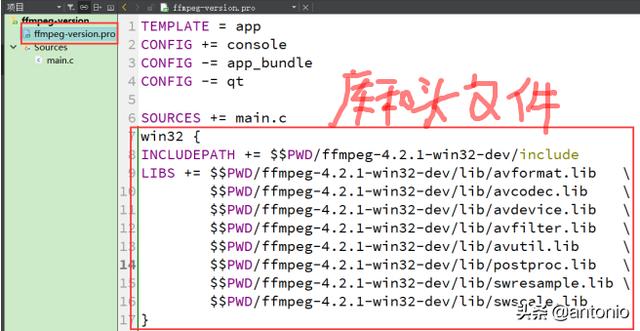 ffmpeg-version.pro
ffmpeg-version
ffmpeg-version.pro
Sources
main.c
1 TEMPLATE = app
2 CONFIG += console
3 CONFIG -= app_bundle
4 CONFIG -= qt
5
6 SOURCES += main.c
库和头文件
7 win32 {
8 INCLUDEPATH += $$PWD/ffmpeg-4.2.1-win32-dev/include
9 LIBS += $$PWD/ffmpeg-4.2.1-win32-dev/lib/avformat.lib \
10 $$PWD/ffmpeg-4.2.1-win32-dev/lib/avcodec.lib \
11 $$PWD/ffmpeg-4.2.1-win32-dev/lib/avdevice.lib \
12 $$PWD/ffmpeg-4.2.1-win32-dev/lib/avfilter.lib \
13 $$PWD/ffmpeg-4.2.1-win32-dev/lib/avutil.lib \
14 $$PWD/ffmpeg-4.2.1-win32-dev/lib/postproc.lib \
15 $$PWD/ffmpeg-4.2.1-win32-dev/lib/swresample.lib \
16 $$PWD/ffmpeg-4.2.1-win32-dev/lib/swscale.lib
17 }
头条 @antonio